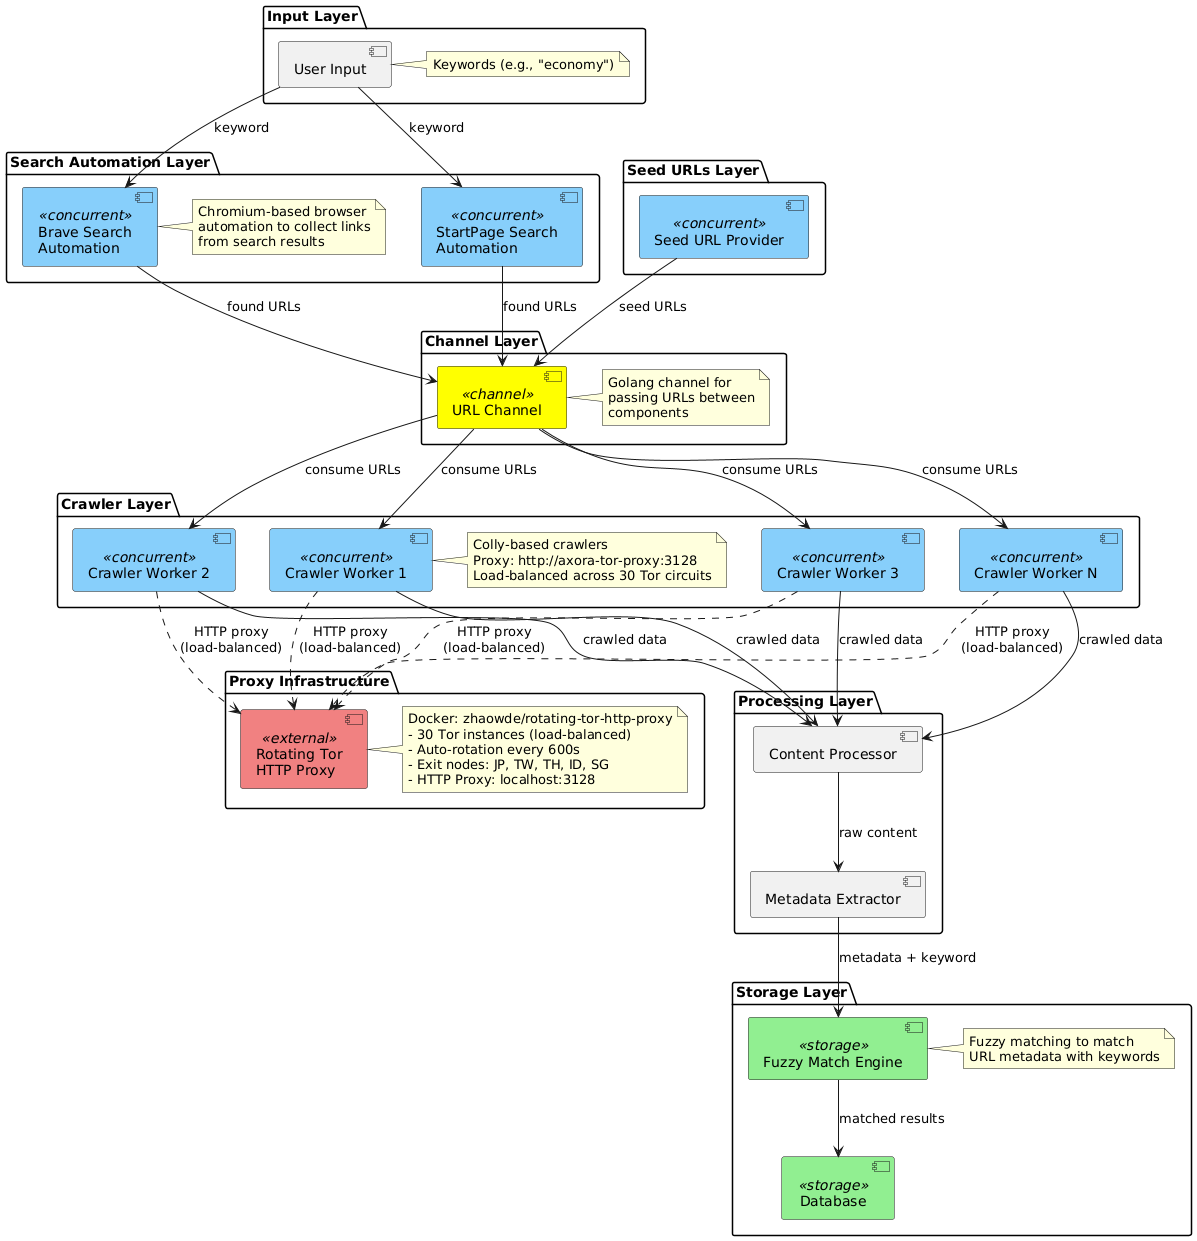 Input Layer
User Input
Keywords (e.g., "economy")
keyword
keyword
Search Automation Layer
«concurrent»
Brave Search
Automation
Chromium-based browser
automation to collect links
from search results
«concurrent»
StartPage Search
Automation
Seed URLs Layer
«concurrent»
Seed URL Provider
found URLs
found URLs
seed URLs
Channel Layer
«channel»
URL Channel
Golang channel for
passing URLs between
components
consume URLs
consume URLs
consume URLs
consume URLs
Crawler Layer
«concurrent»
Crawler Worker 2
«concurrent»
Crawler Worker 1
Colly-based crawlers
Proxy: http://axora-tor-proxy:3128
Load-balanced across 30 Tor circuits
«concurrent»
Crawler Worker 3
«concurrent»
Crawler Worker N
HTTP proxy
(load-balanced)
HTTP proxy
(load-balanced)
HTTP proxy
(load-balanced)
crawled data
crawled data
crawled data
HTTP proxy
(load-balanced)
crawled data
Proxy Infrastructure
«external»
Rotating Tor
HTTP Proxy
Docker: zhaowde/rotating-tor-http-proxy
- 30 Tor instances (load-balanced)
- Auto-rotation every 600s
- Exit nodes: JP, TW, TH, ID, SG
- HTTP Proxy: localhost:3128
Processing Layer
Content Processor
raw content
Metadata Extractor
metadata + keyword
Storage Layer
«storage»
Fuzzy Match Engine
Fuzzy matching to match
URL metadata with keywords
matched results
«storage»
Database